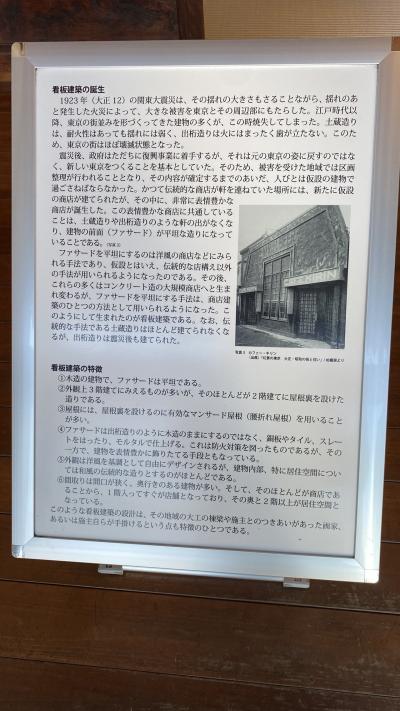 看板建築の誕生
1923年（大正12）の関東大震災は、その揺れの大きさもさることながら、揺れのあ
と発生した火災によって、大きな被害を東京とその周辺部にもたらした。江戸時代以
降、東京の街並みを形づくってきた建物の多くが、この時焼失してしまった。土蔵造り
は、耐火性はあっても揺れには弱く、出桁造りは火にはまったく歯が立たない。このた
め、東京の街はほぼ壊滅状態となった。
震災後、政府はただちに復興事業に着手するが、それは元の東京の姿に戻すのではな
く、新しい東京をつくることを基本としていた。そのため、被害を受けた地域では区画
整理が行われることとなり、その内容が確定するまでのあいだ、人びとは仮設の建物で
過ごさねばならなかった。かつて伝統的な商店が軒を連ねていた場所には、新たに仮設
の商店が建てられたが、その中に、非常に表情豊かな
商店が誕生した。この表情豊かな商店に共通している
ことは、土蔵造りや出桁造りのような軒の出がなくな
り、建物の前面（ファサード）が平坦な造りになって
いることである。（写真3）
ファサードを平坦にするのは洋風の商店などにみら
れる手法であり、仮設とはいえ、伝統的な店構え以外
の手法が用いられるようになったのである。その後、
これらの多くはコンクリート造の大規模商店へと生ま
れ変わるが、ファサードを平坦にする手法は、商店建
築のひとつの方法として用いられるようになった。こ
のようにして生まれたのが看板建築である。なお、伝
統的な手法である土蔵造りはほとんど建てられなくな
るが、出桁造りは震災後も建てられた。
写真3 カフェー・キリン
看板建築の特徴
①木造の建物で、ファサードは平坦である。
②外観上3階建てにみえるものが多いが、そのほとんどが2階建てに屋根裏を設けた
造りである。
③屋根には、屋根裏を設けるのに有効なマンサード屋根（腰折れ屋根）を用いること
が多い。
④ファサードは出桁造りのように木造のままにするのではなく、銅板やタイル、スレー
トをはったり、モルタルで仕上げる。これは防火対策を図ったものであるが、その
一方で、建物を表情豊かに飾りたてる手段ともなっている。
⑤外観は洋風を基調として自由にデザインされるが、建物内部、特に居住空間につい
ては和風の伝統的な造りとするのがほとんどである。
⑥間取りは間口が狭く、奥行きのある建物が多い。そして、そのほとんどが商店であ
ることから、1階入ってすぐが店舗となっており、その奥と2階以上が居住空間と
なっている。
このような看板建築の設計は、その地域の大工の棟梁や施主とのつきあいがあった画家、
あるいは施主自らが手掛けるという点も特徴のひとつである。